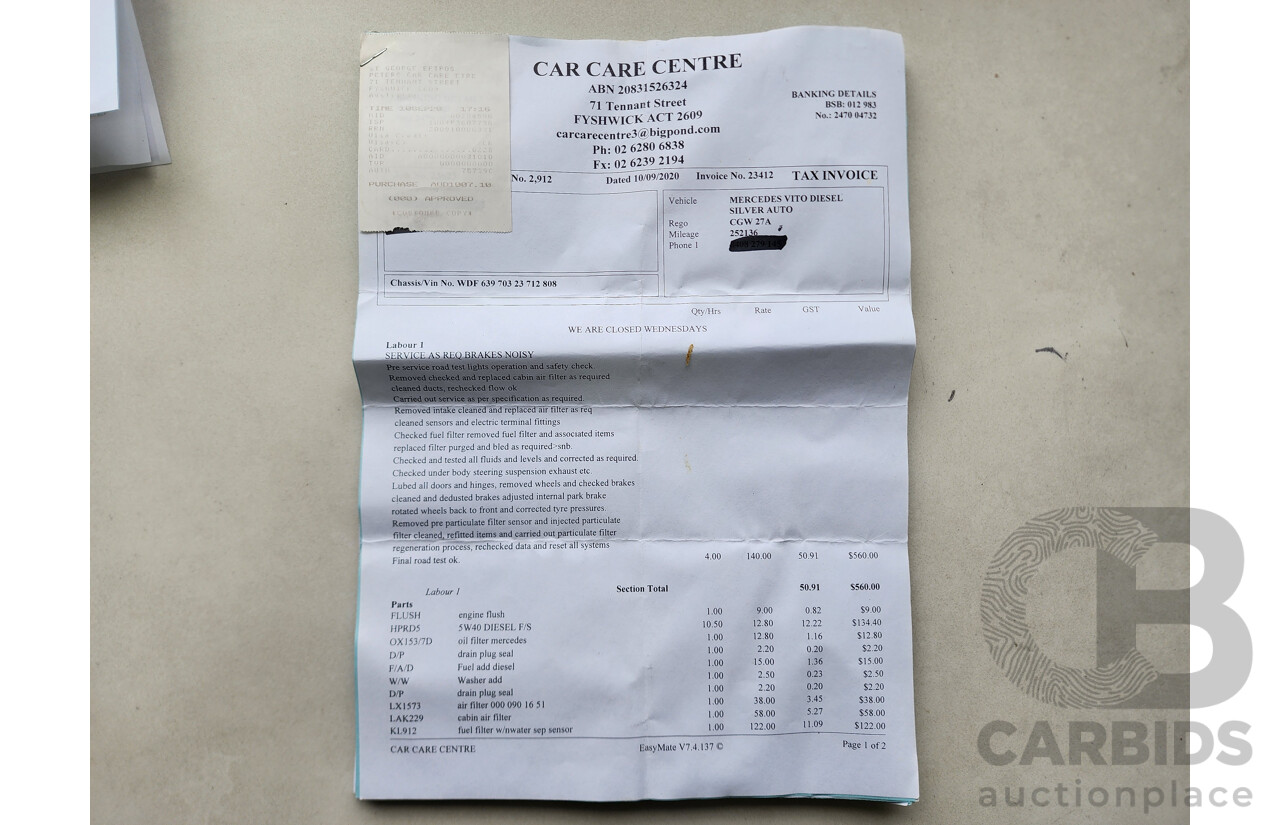 CAR CARE CENTRE
ABN 20831526324
71 Tennant Street
FYSHWICK ACT 2609
carcarecentre3@bigpond.com
Ph: 02 6280 6838
Fx: 02 6239 2194
BANKING DETAILS
BSB: 012 983
No.: 2470 04732
71 TENNANT STREET
PURCHASE AUD1007.10
(000) APPROVED
(CUSTOMER COPY)
No. 2,912 Dated 10/09/2020 Invoice No. 23412 TAX INVOICE
Vehicle MERCEDES VITO DIESEL
SILVER AUTO
Rego CGW 27A
Mileage 252136
Phone 1
Chassis/Vin No. WDF 639 703 23 712 808
Qty/Hrs Rate GST Value
WE ARE CLOSED WEDNESDAYS
Labour 1
SERVICE AS REQ BRAKES NOISY
Pre service road test lights operation and safety check
Removed checked and replaced cabin air filter as required
cleaned ducts, rechecked flow ok
Carried out service as per specification as required.
Removed intake cleaned and replaced air filter as req
cleaned sensors and electric terminal fittings
Checked fuel filter removed fuel filter and associated items
replaced filter purged and bled as required>snb.
Checked and tested all fluids and levels and corrected as required.
Checked under body steering suspension exhaust etc.
Lubed all doors and hinges, removed wheels and checked brakes
cleaned and dedusted brakes adjusted internal park brake
rotated wheels back to front and corrected tyre pressures.
Removed pre particulate filter sensor and injected particulate
filter cleaned, refitted items and carried out particulate filter
regeneration process, rechecked data and reset all systems
Final road test ok. 4.00 140.00 50.91 $560.00
Labour 1 Section Total 50.91 $560.00
Parts
FLUSH engine flush 1.00 9.00 0.82 $9.00
HPRD5 5W40 DIESEL F/S 10.50 12.80 12.22 $134.40
OX153/7D oil filter mercedes 1.00 12.80 1.16 $12.80
D/P drain plug seal 1.00 2.20 0.20 $2.20
F/A/D Fuel add diesel 1.00 15.00 1.36 $15.00
W/W Washer add 1.00 2.50 0.23 $2.50
D/P drain plug seal 1.00 2.20 0.20 $2.20
LX1573 air filter 000 090 16 51 1.00 38.00 3.45 $38.00
LAK229 cabin air filter 1.00 58.00 5.27 $58.00
KL912 fuel filter w/nwater sep sensor 1.00 122.00 11.09 $122.00
CAR CARE CENTRE EasyMate V7.4.137 © Page 1 of 2
CARBIDS
auctionplace